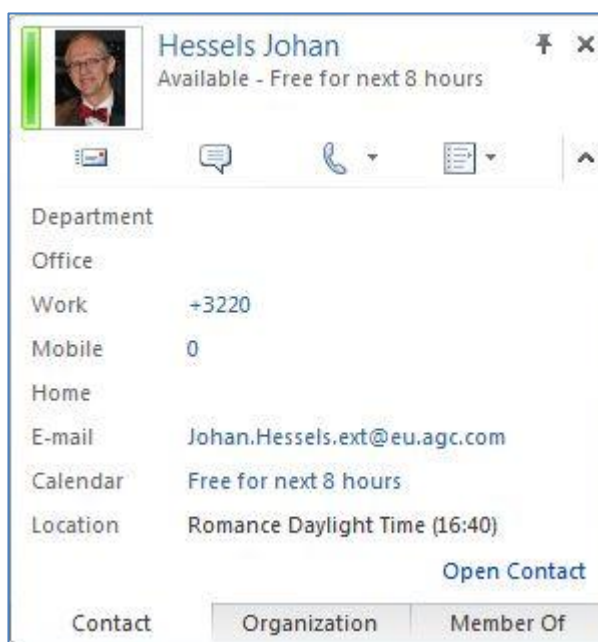 Hessels Johan
Available - Free for next 8 hours
Department
Office
Work +3220
Mobile 0
Home
E-mail Johan.Hessels.ext@eu.agc.com
Calendar Free for next 8 hours
Location Romance Daylight Time (16:40)
Open Contact
Contact Organization Member Of